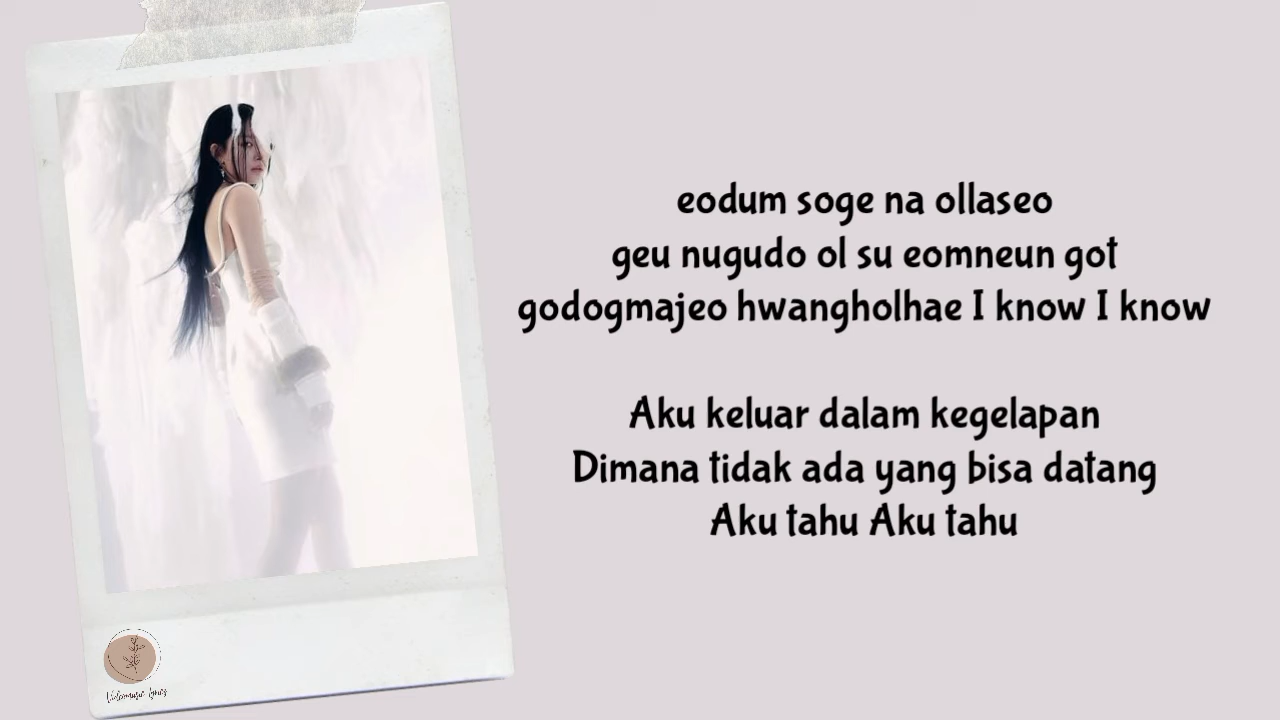 eodum soge na ollaseo
geu nugudo ol su eomneun got
godogmajeo hwangholhae I know I know
Aku keluar dalam kegelapan
Dimana tidak ada yang bisa datang
Aku tahu Aku tahu